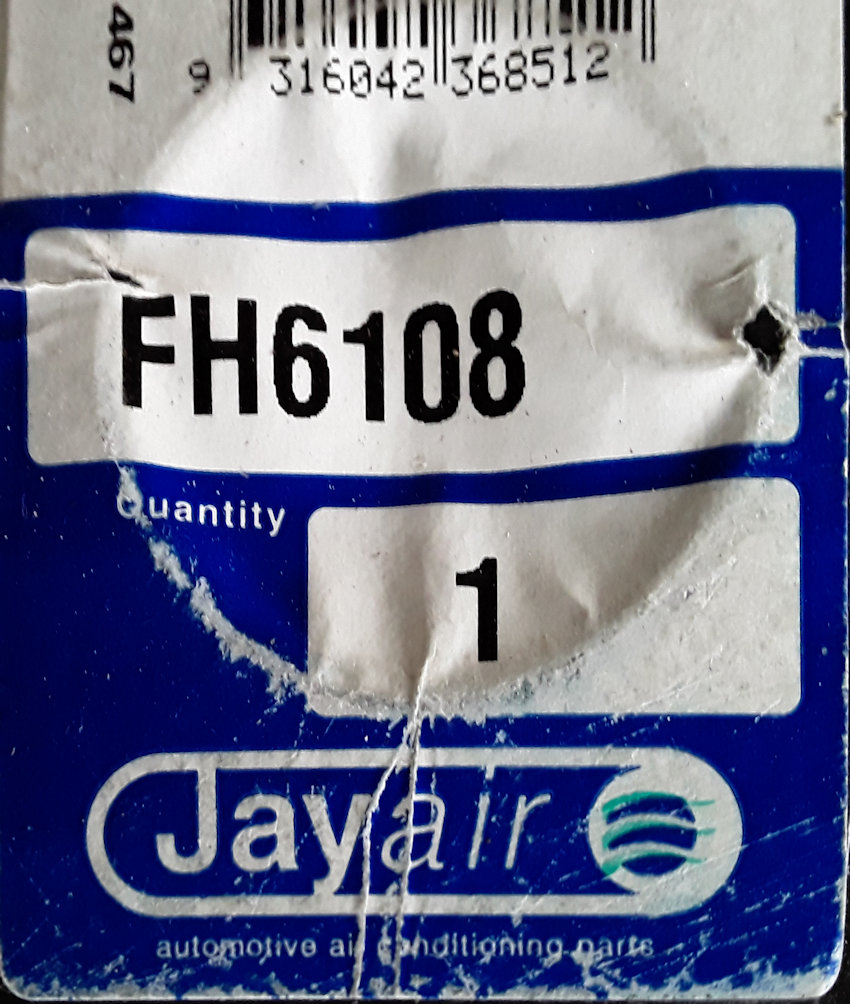 467
9 316042 368512
FH6108
Quantity
1
Jayair
automotive air conditioning parts